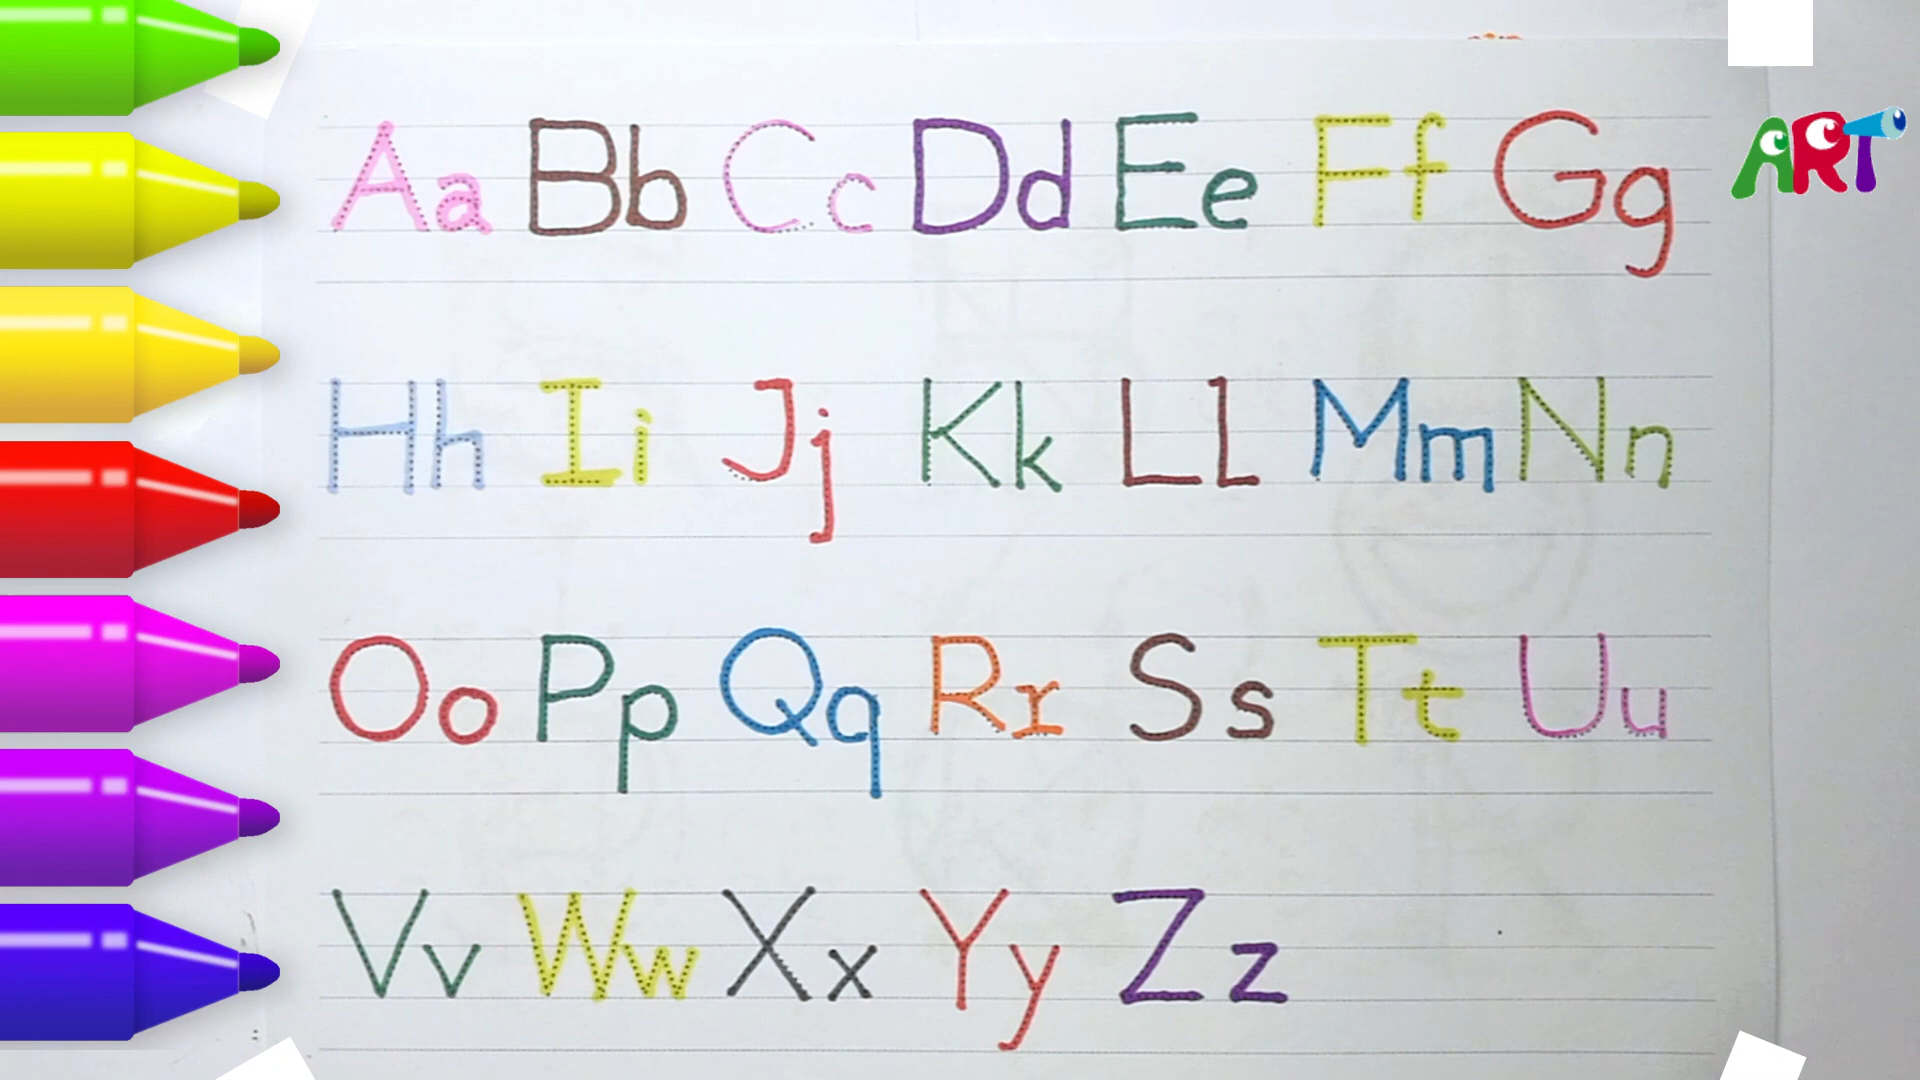 Aa Bb Cc Dd Ee Ff Gg
ART
Hh Ii Jj Kk Ll Mm Nn
Oo Pp Qq Rr Ss Tt Uu
Vv Ww Xx Yy Zz